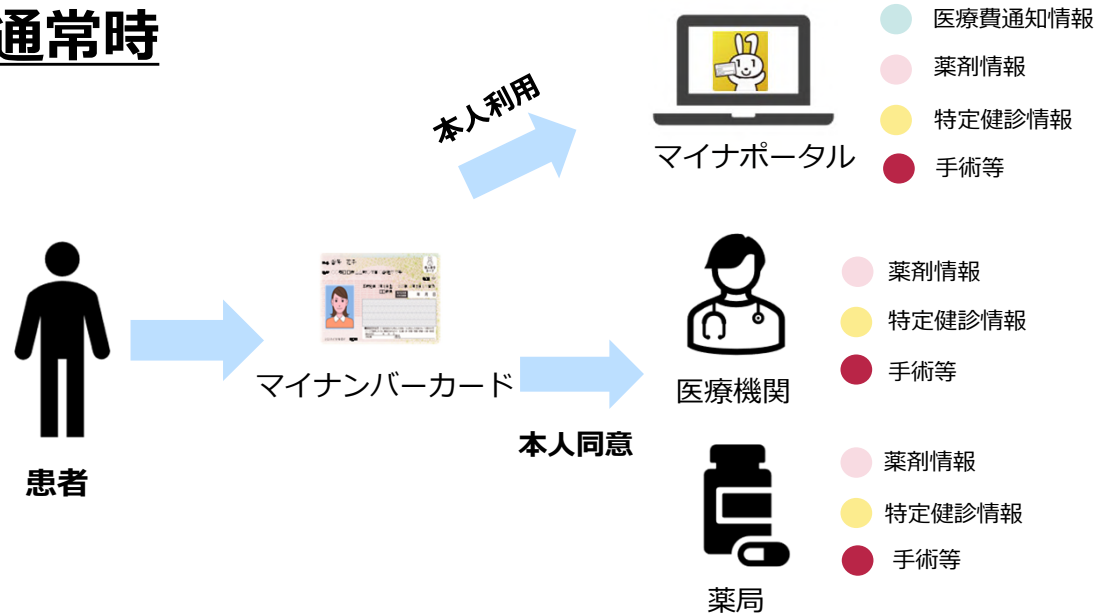 通常時
本人利用
マイナポータル
医療費通知情報
薬剤情報
特定健診情報
手術等
患者
マイナンバーカード
本人同意
医療機関
薬剤情報
特定健診情報
手術等
薬局
薬剤情報
特定健診情報
手術等